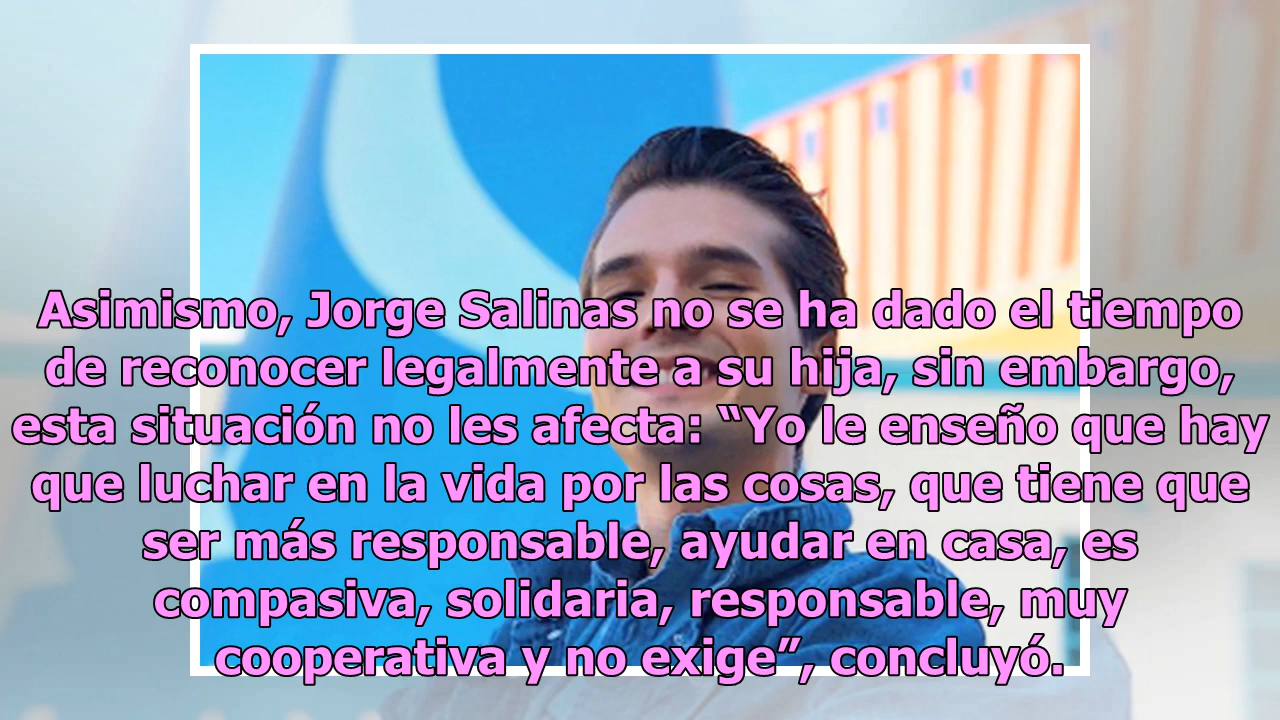 Asimismo, Jorge Salinas no se ha dado el tiempo
de reconocer legalmente a su hija, sin embargo,
esta situación no les afecta: “Yo le enseño que hay
que luchar en la vida por las cosas, que tiene que
ser más responsable, ayudar en casa, es
compasiva, solidaria, responsable, muy
cooperativa y no exige”, concluyó.